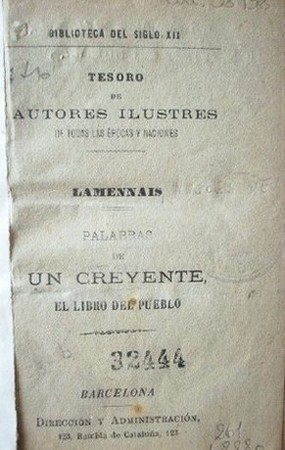 BIBLIOTECA DEL SIGLO XIX
TESORO
DE
AUTORES ILUSTRES
DE TODAS LAS ÉPOCAS Y NACIONES
LAMENNAIS
PALABRAS
DE
UN CREYENTE,
EL LIBRO DEL PUEBLO
32444
BARCELONA
DIRECCIÓN Y ADMINISTRACIÓN,
123, Rambla de Cataluña, 123